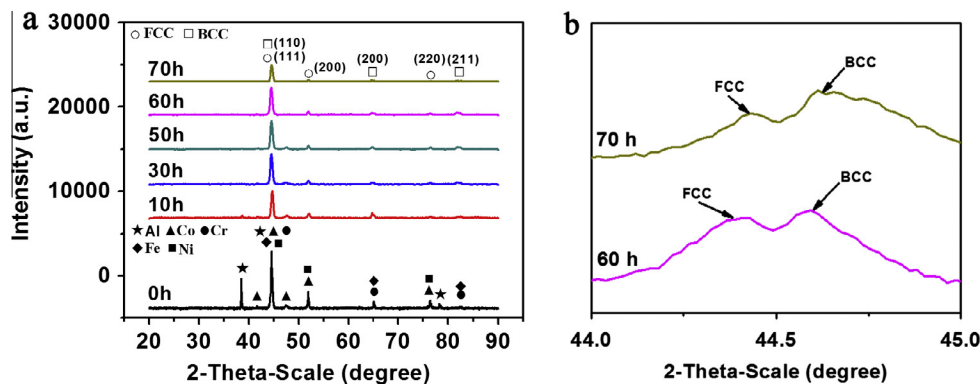 a
30000
20000
10000
0
Intensity (a.u.)
FCC BCC
(110)
(111)
(200)
(200)
(220)
(211)
70h
60h
50h
30h
10h
Al Co Cr
Fe Ni
0h
20 30 40 50 60 70 80 90
2-Theta-Scale (degree)
b
FCC
BCC
70 h
FCC
BCC
60 h
44.0 44.5 45.0
2-Theta-Scale (degree)